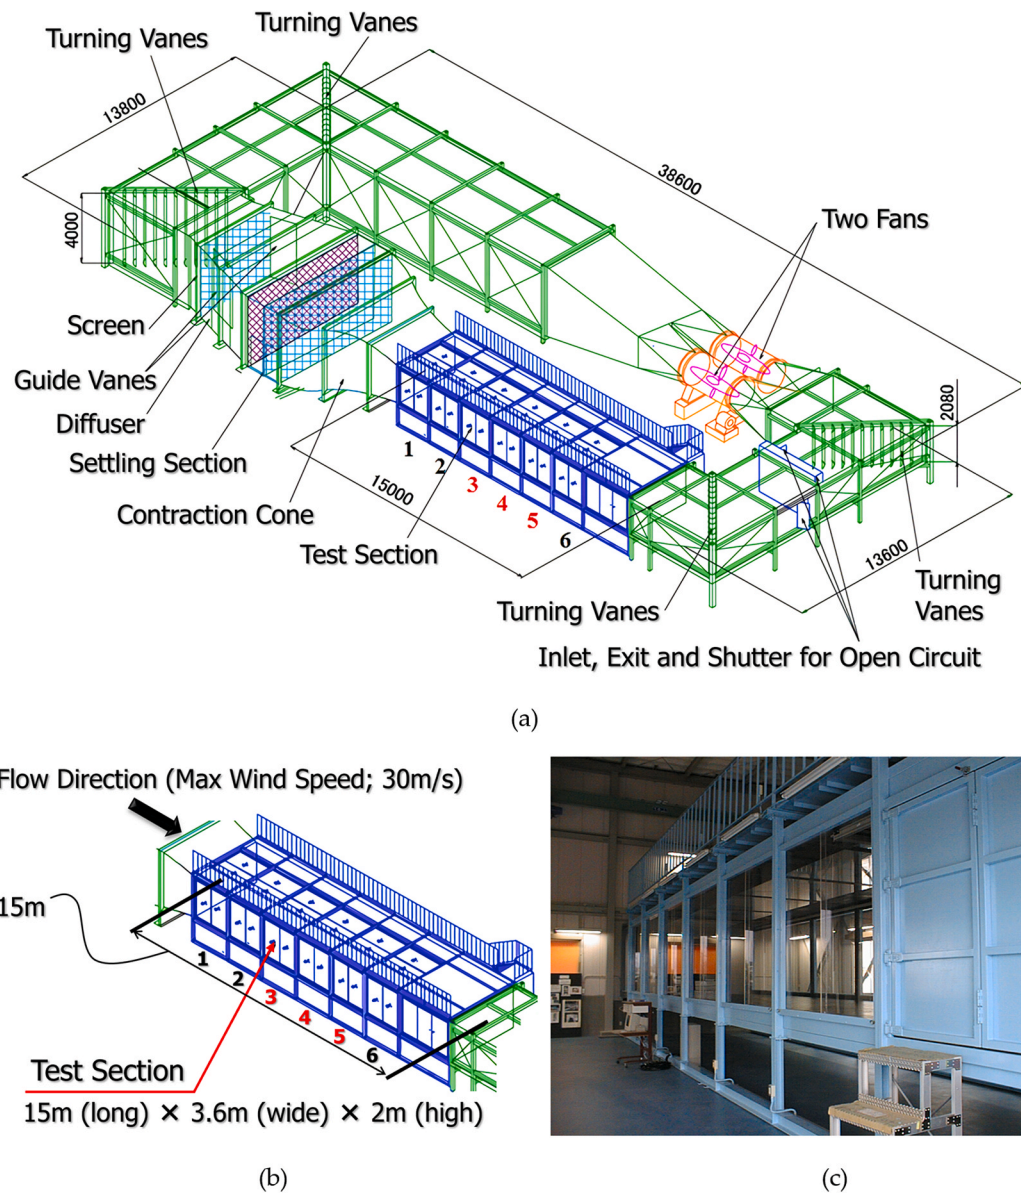 Turning Vanes
Turning Vanes
13800
38600
4000
Two Fans
Screen
Guide Vanes
Diffuser
Settling Section
Contraction Cone
Test Section
15000
1
2
3
4
5
6
2080
13600
Turning Vanes
Turning
Vanes
Inlet, Exit and Shutter for Open Circuit
(a)
Flow Direction (Max Wind Speed; 30m/s)
15m
1
2
3
4
5
6
Test Section
15m (long) × 3.6m (wide) × 2m (high)
(b)
(c)